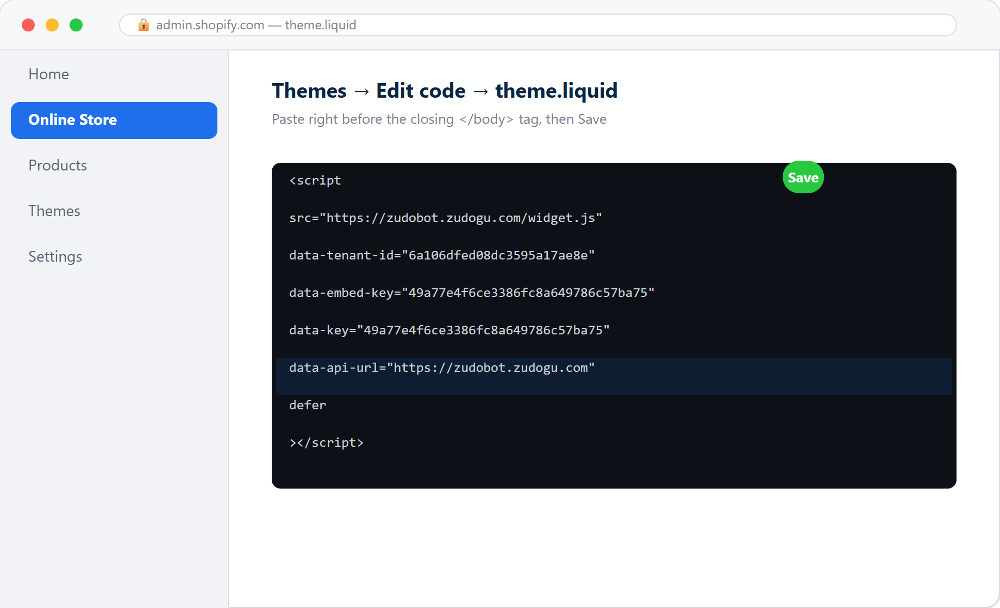 admin.shopify.com — theme.liquid
Home
Online Store
Products
Themes
Settings
Themes → Edit code → theme.liquid
Paste right before the closing </body> tag, then Save
Save
<script
src="https://zudobot.zudogu.com/widget.js"
data-tenant-id="6a106dfed08dc3595a17ae8e"
data-embed-key="49a77e4f6ce3386fc8a649786c57ba75"
data-key="49a77e4f6ce3386fc8a649786c57ba75"
data-api-url="https://zudobot.zudogu.com"
defer
></script>